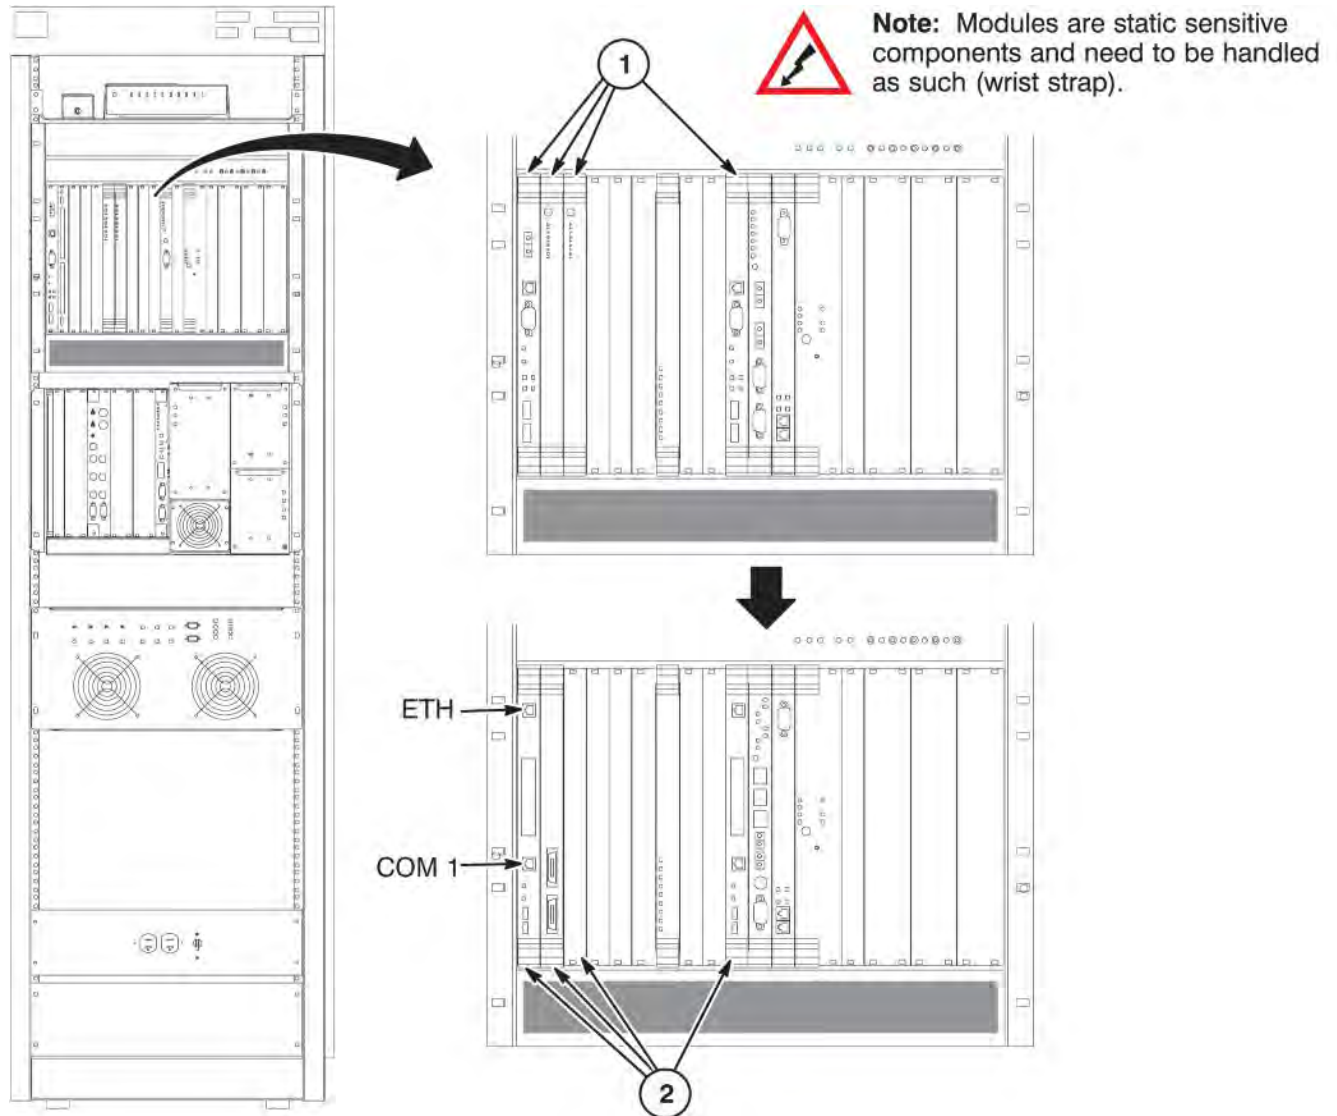 Note: Modules are static sensitive
components and need to be handled
as such (wrist strap).
1
ETH
COM 1
2